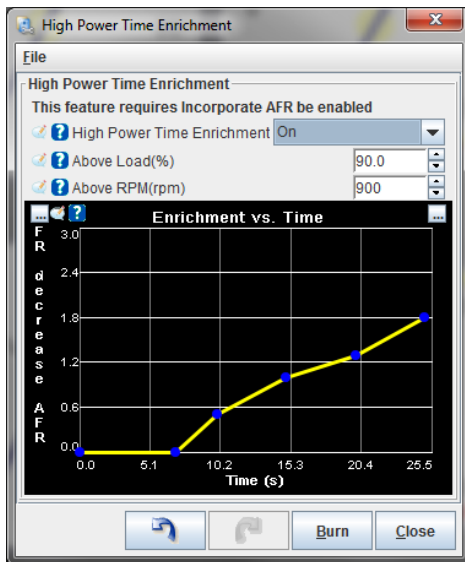 High Power Time Enrichment
File
High Power Time Enrichment
This feature requires Incorporate AFR be enabled
High Power Time Enrichment On
Above Load(%) 90.0
Above RPM(rpm) 900
... Enrichment vs. Time ...
FR decrease AFR
3.0
2.4
1.8
1.2
0.6
0.0
0.0 5.1 10.2 15.3 20.4 25.5
Time (s)
Burn Close